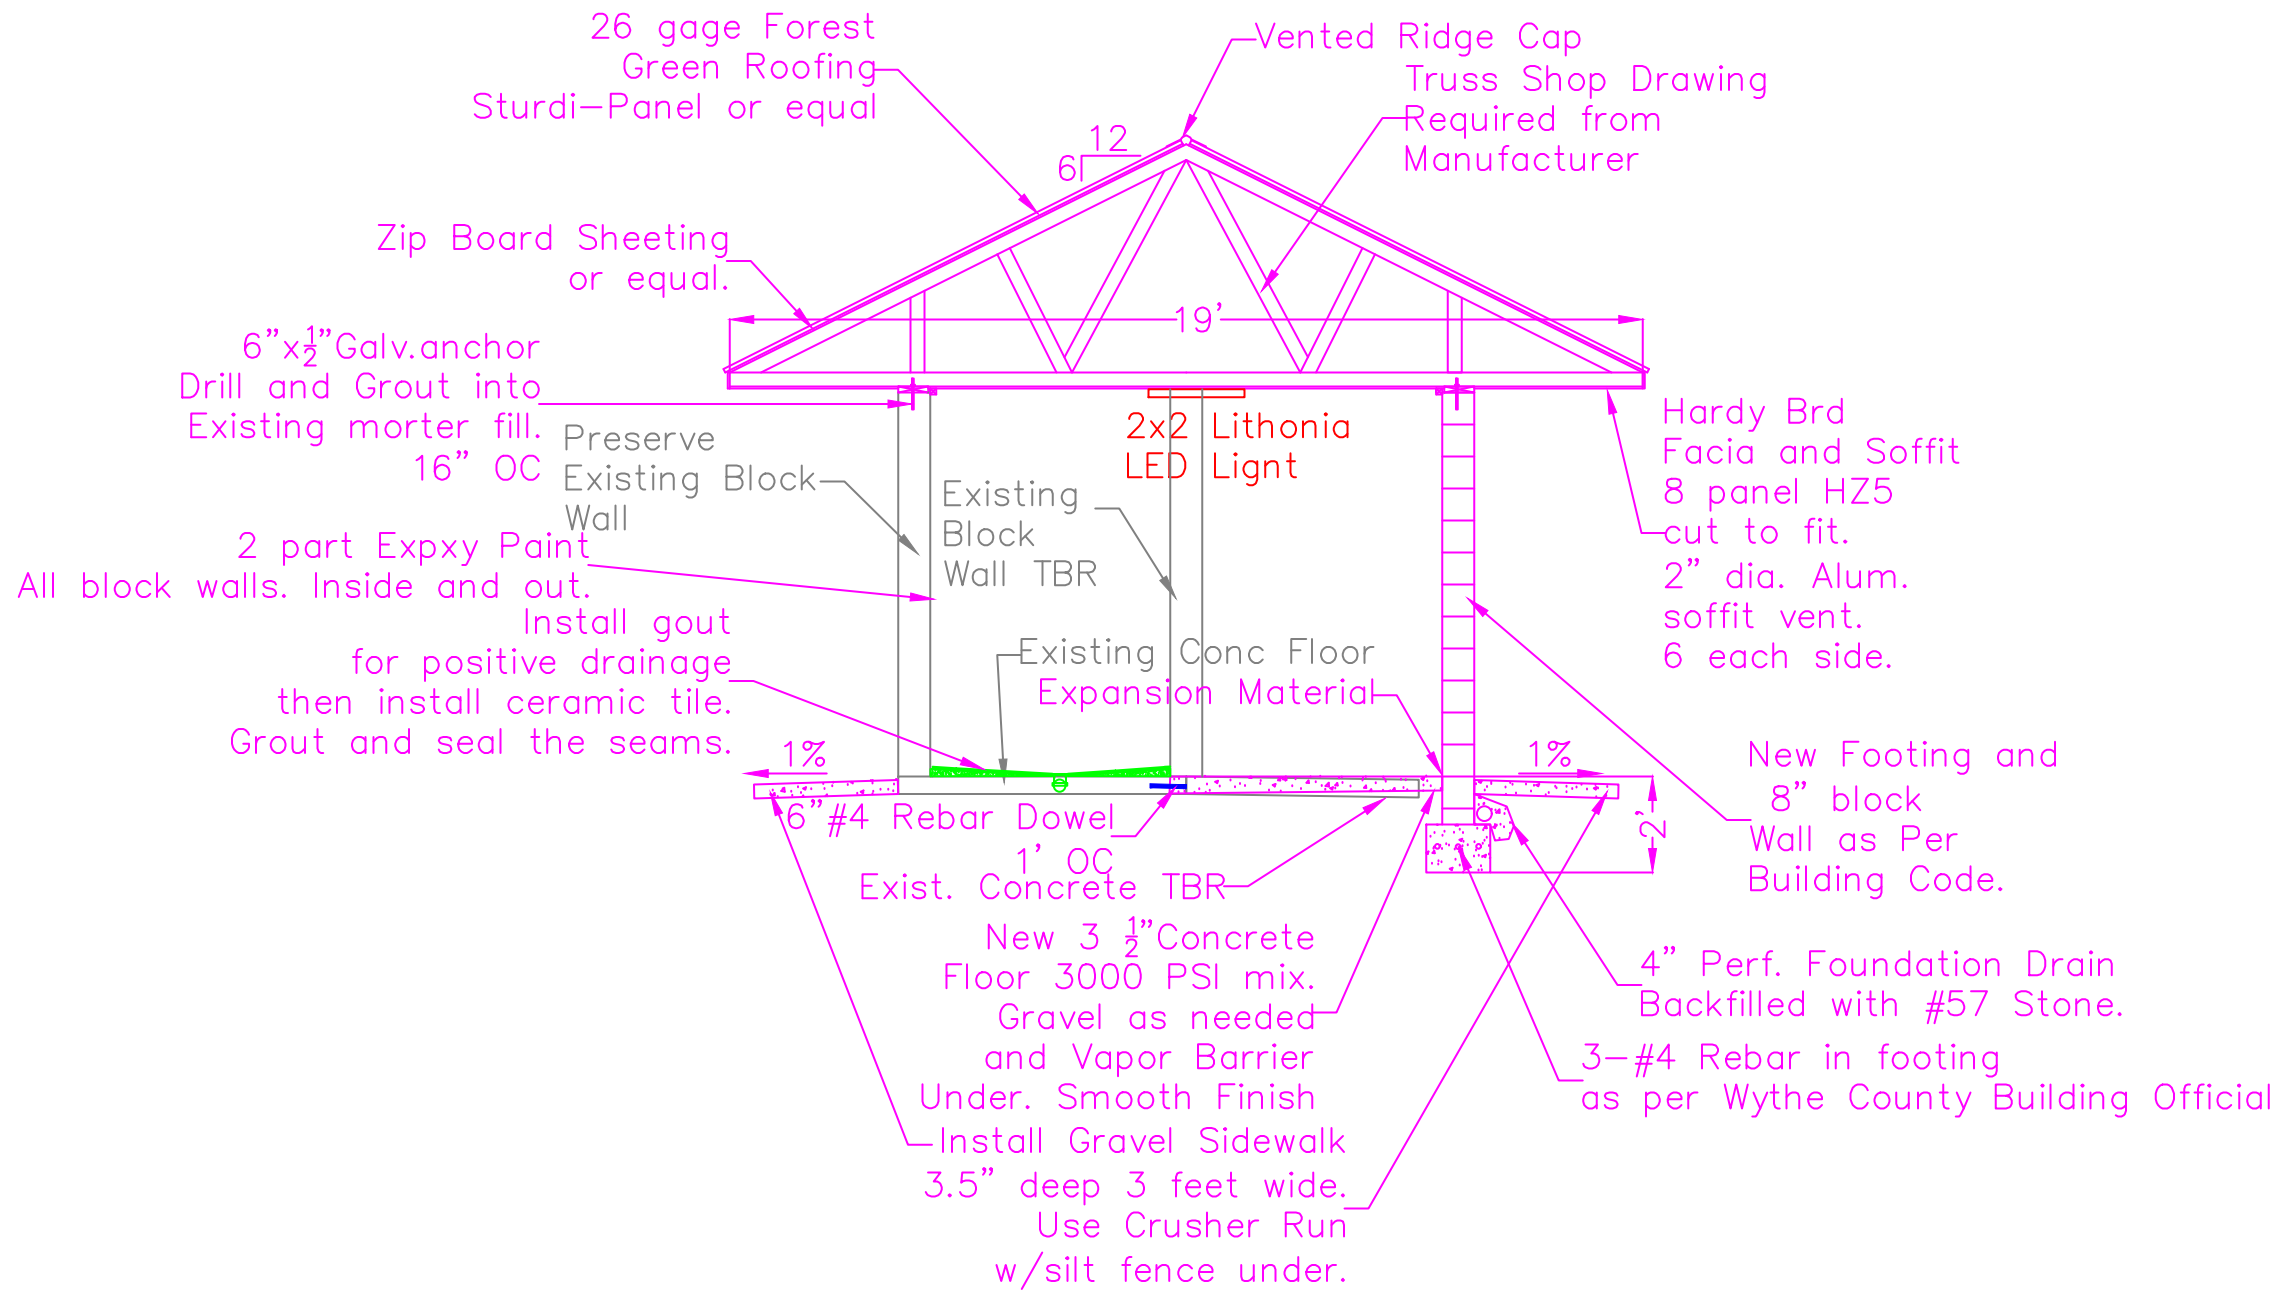 26 gage Forest
Green Roofing
Sturdi-Panel or equal
Vented Ridge Cap
Truss Shop Drawing
Required from
Manufacturer
12
6
Zip Board Sheeting
or equal.
19'
6"x½"Galv.anchor
Drill and Grout into
Existing morter fill.
16" OC
Preserve
Existing Block
Wall
2x2 Lithonia
LED Lignt
Existing
Block
Wall TBR
Hardy Brd
Facia and Soffit
8 panel HZ5
cut to fit.
2" dia. Alum.
soffit vent.
6 each side.
2 part Expxy Paint
All block walls. Inside and out.
Install gout
for positive drainage
then install ceramic tile.
Grout and seal the seams.
Existing Conc Floor
Expansion Material
1%
1%
New Footing and
8" block
Wall as Per
Building Code.
2'
6"#4 Rebar Dowel
1' OC
Exist. Concrete TBR
New 3 ½"Concrete
Floor 3000 PSI mix.
Gravel as needed
and Vapor Barrier
Under. Smooth Finish
4" Perf. Foundation Drain
Backfilled with #57 Stone.
3-#4 Rebar in footing
as per Wythe County Building Official
Install Gravel Sidewalk
3.5" deep 3 feet wide.
Use Crusher Run
w/silt fence under.